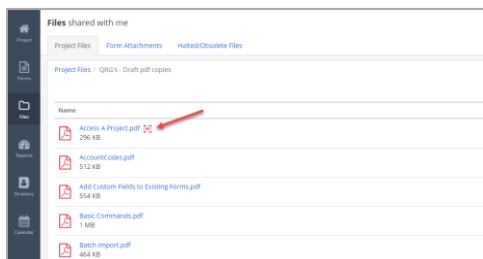 Files shared with me
Project
Project Files Form Attachments Halted/Obsolete Files
Forms
Project Files / QRG's - Draft pdf copies
Files
Name
Access A Project.pdf
296 KB
Reports
AccountCodes.pdf
512 KB
Directory
Add Custom Fields to Existing Forms.pdf
554 KB
Basic Commands.pdf
1 MB
Calendar
Batch Import.pdf
464 KB